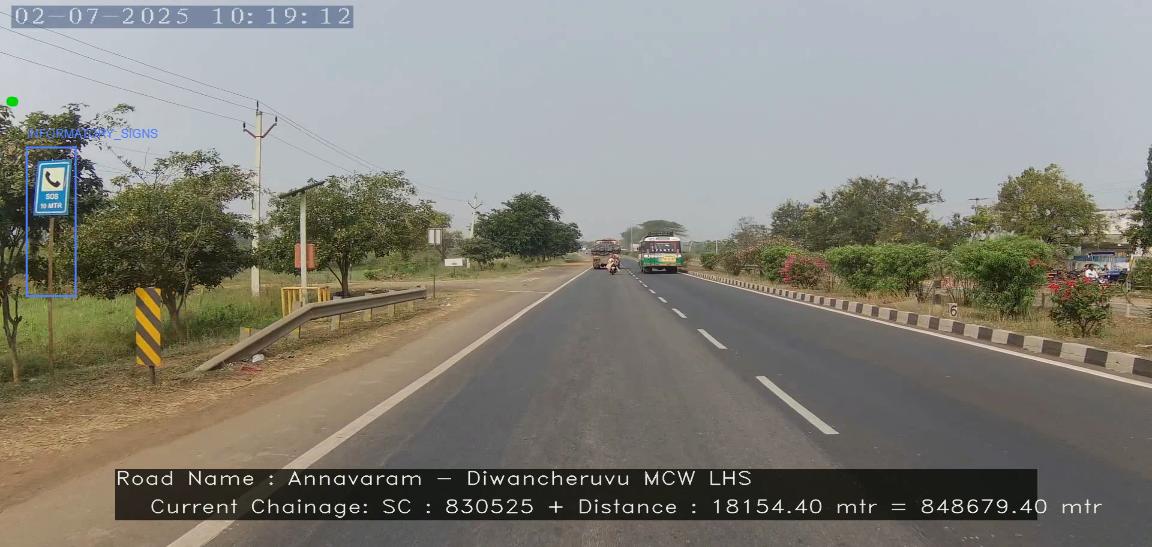 02-07-2025 10:19:12
INFORMATORY_SIGNS
SOS
10 MTR
6
Road Name : Annavaram - Diwancheruvu MCW LHS
Current Chainage: SC : 830525 + Distance : 18154.40 mtr = 848679.40 mtr